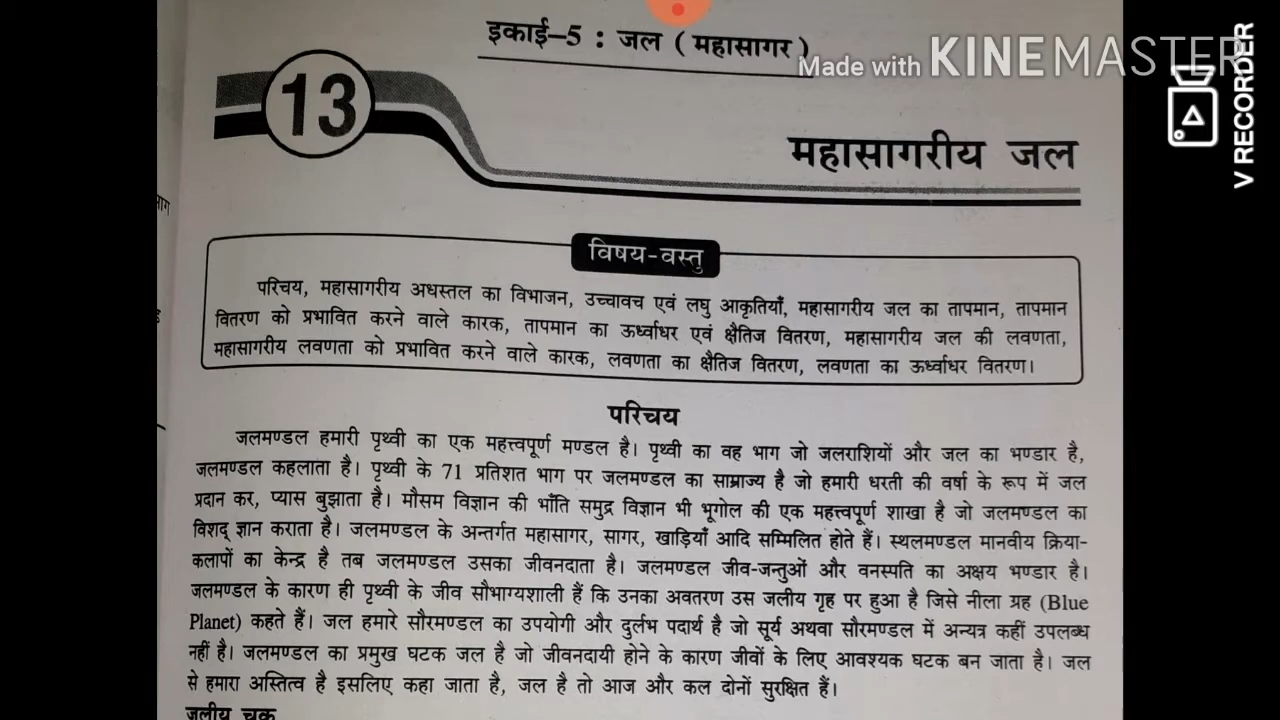 इकाई–5 : जल ( महासागर )
Made with KINEMASTER
V RECORDER
13
महासागरीय जल
विषय-वस्तु
परिचय, महासागरीय अधस्तल का विभाजन, उच्चावच एवं लघु आकृतियाँ, महासागरीय जल का तापमान, तापमान
वितरण को प्रभावित करने वाले कारक, तापमान का ऊर्ध्वाधर एवं क्षैतिज वितरण, महासागरीय जल की लवणता,
महासागरीय लवणता को प्रभावित करने वाले कारक, लवणता का क्षैतिज वितरण, लवणता का ऊर्ध्वाधर वितरण।
परिचय
जलमण्डल हमारी पृथ्वी का एक महत्त्वपूर्ण मण्डल है। पृथ्वी का वह भाग जो जलराशियों और जल का भण्डार है,
जलमण्डल कहलाता है। पृथ्वी के 71 प्रतिशत भाग पर जलमण्डल का साम्राज्य है जो हमारी धरती की वर्षा के रूप में जल
प्रदान कर, प्यास बुझाता है। मौसम विज्ञान की भाँति समुद्र विज्ञान भी भूगोल की एक महत्त्वपूर्ण शाखा है जो जलमण्डल का
विशद् ज्ञान कराता है। जलमण्डल के अन्तर्गत महासागर, सागर, खाड़ियाँ आदि सम्मिलित होते हैं। स्थलमण्डल मानवीय क्रिया-
कलापों का केन्द्र है तब जलमण्डल उसका जीवनदाता है। जलमण्डल जीव-जन्तुओं और वनस्पति का अक्षय भण्डार है।
जलमण्डल के कारण ही पृथ्वी के जीव सौभाग्यशाली हैं कि उनका अवतरण उस जलीय गृह पर हुआ है जिसे नीला ग्रह (Blue
Planet) कहते हैं। जल हमारे सौरमण्डल का उपयोगी और दुर्लभ पदार्थ है जो सूर्य अथवा सौरमण्डल में अन्यत्र कहीं उपलब्ध
नहीं है। जलमण्डल का प्रमुख घटक जल है जो जीवनदायी होने के कारण जीवों के लिए आवश्यक घटक बन जाता है। जल
से हमारा अस्तित्व है इसलिए कहा जाता है, जल है तो आज और कल दोनों सुरक्षित हैं।
जलीय चक्र